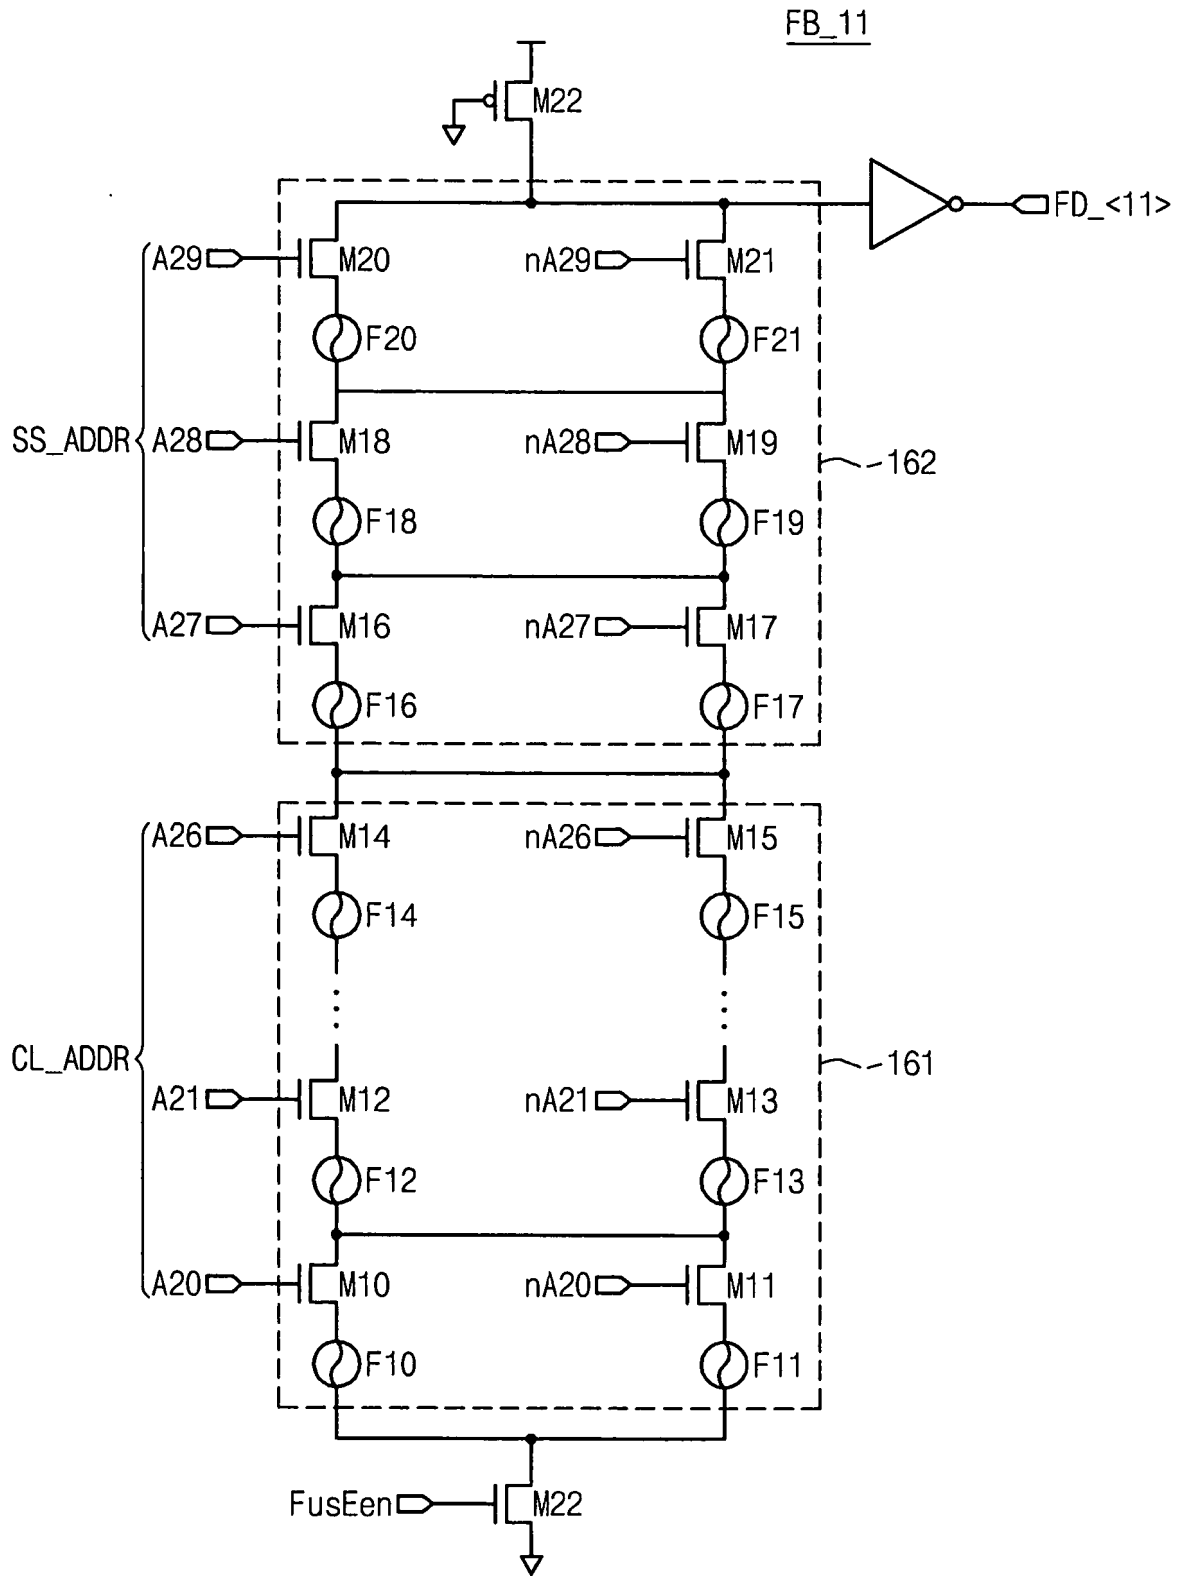 FB_11
M22
FD_<11>
A29 M20 nA29 M21
F20 F21
SS_ADDR A28 M18 nA28 M19
162
F18 F19
A27 M16 nA27 M17
F16 F17
A26 M14 nA26 M15
F14 F15
CL_ADDR
161
A21 M12 nA21 M13
F12 F13
A20 M10 nA20 M11
F10 F11
FusEen M22